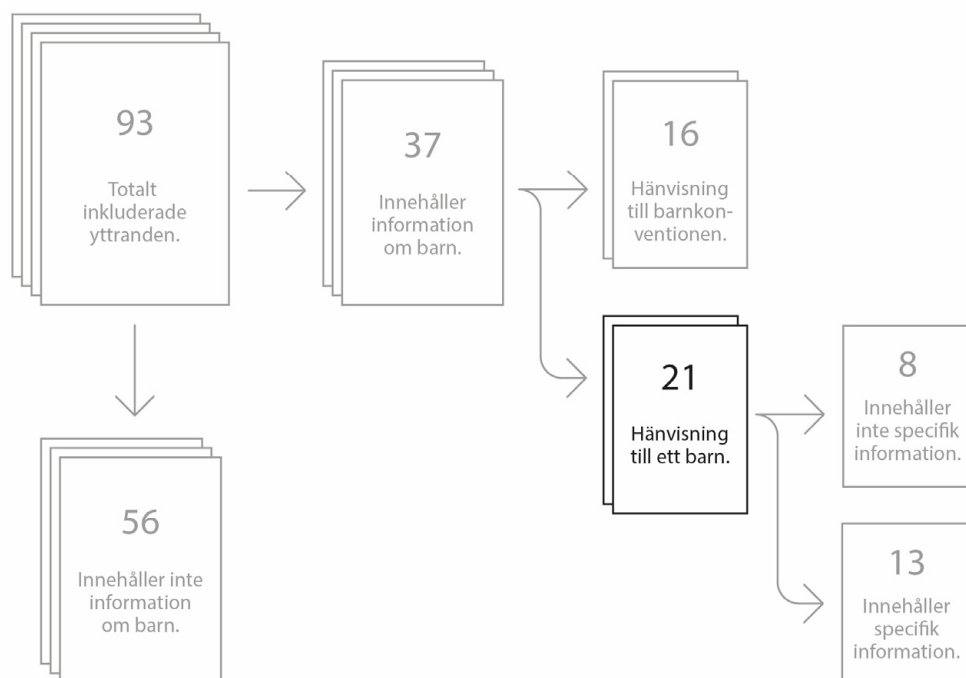 93
Totalt
inkluderade
yttranden.
37
Innehåller
information
om barn.
16
Hänvisning
till barnkon-
ventionen.
21
Hänvisning
till ett barn.
8
Innehåller
inte specifik
information.
56
Innehåller inte
information
om barn.
13
Innehåller
specifik
information.